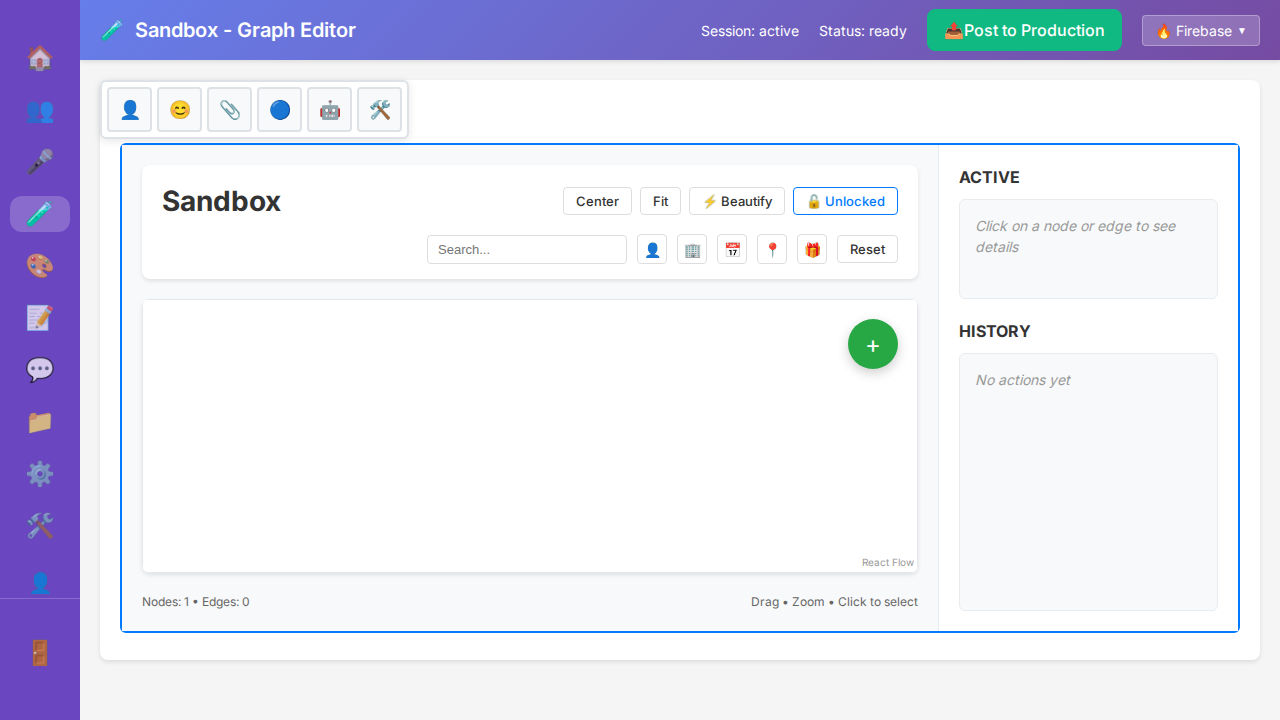 Sandbox - Graph Editor
Session: active
Status: ready
Post to Production
Firebase ▼
Sandbox
Center
Fit
Beautify
Unlocked
Search...
Reset
+
React Flow
Nodes: 1 • Edges: 0
Drag • Zoom • Click to select
ACTIVE
Click on a node or edge to see
details
HISTORY
No actions yet